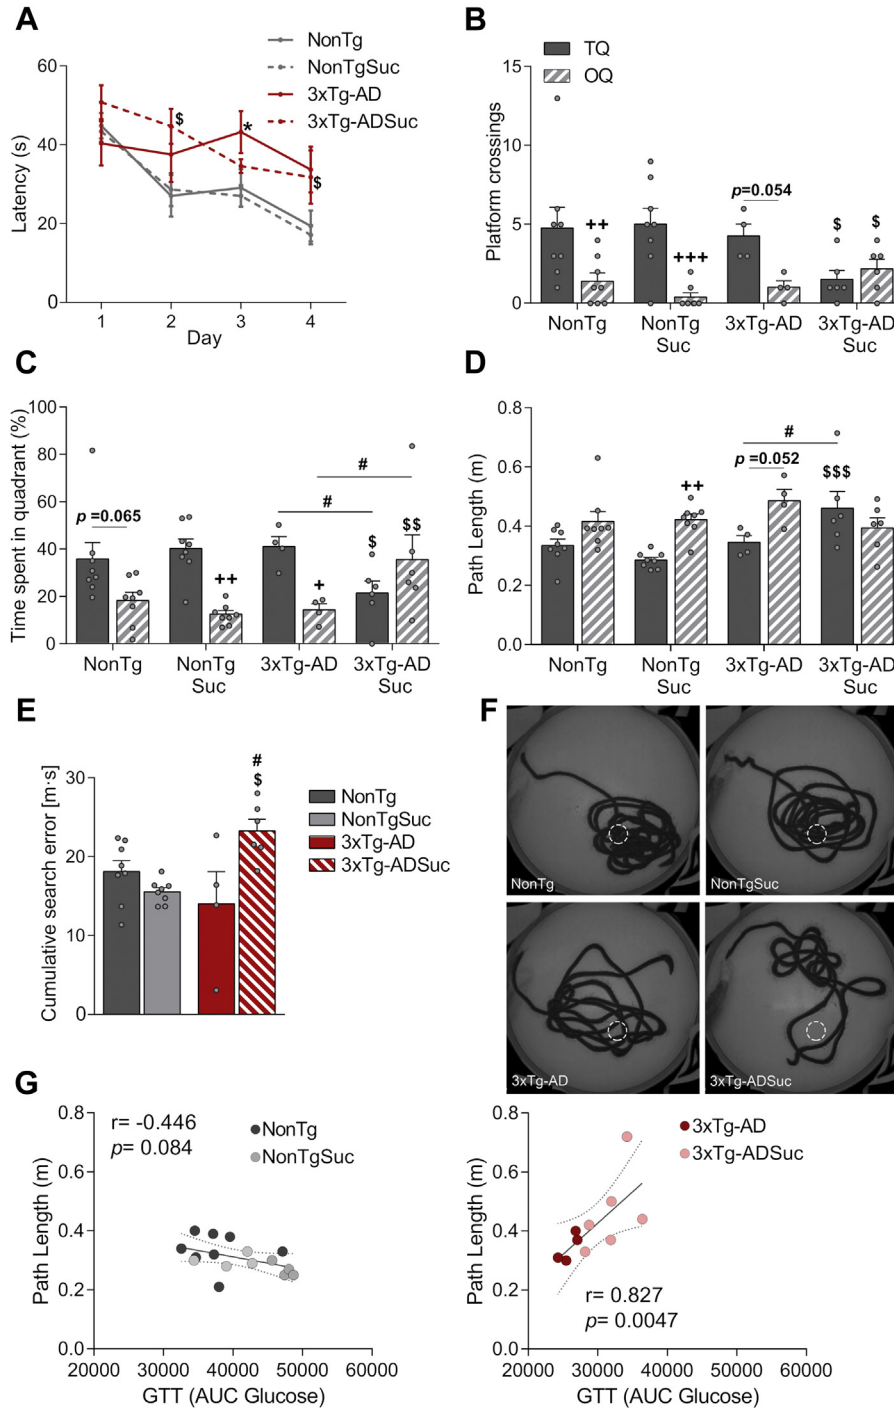 A
NonTg
NonTgSuc
3xTg-AD
3xTg-ADSuc
Latency (s)
60
40
20
0
$
*
$
1 2 3 4
Day
B
TQ
OQ
Platform crossings
15
10
5
0
++
+++
p=0.054
$
$
NonTg
NonTg
Suc
3xTg-AD
3xTg-AD
Suc
C
Time spent in quadrant (%)
100
80
60
40
20
0
p =0.065
++
#
#
+
$
$$
NonTg
NonTg
Suc
3xTg-AD
3xTg-AD
Suc
D
Path Length (m)
0.8
0.6
0.4
0.2
0.0
++
#
p =0.052
$$$
NonTg
NonTg
Suc
3xTg-AD
3xTg-AD
Suc
E
Cumulative search error [m·s]
30
20
10
0
#
$
NonTg
NonTgSuc
3xTg-AD
3xTg-ADSuc
F
NonTg
NonTgSuc
3xTg-AD
3xTg-ADSuc
G
Path Length (m)
0.8
0.6
0.4
0.2
0.0
r= -0.446
p= 0.084
NonTg
NonTgSuc
20000 30000 40000 50000 60000
GTT (AUC Glucose)
Path Length (m)
0.8
0.6
0.4
0.2
0.0
3xTg-AD
3xTg-ADSuc
r= 0.827
p= 0.0047
20000 30000 40000 50000 60000
GTT (AUC Glucose)